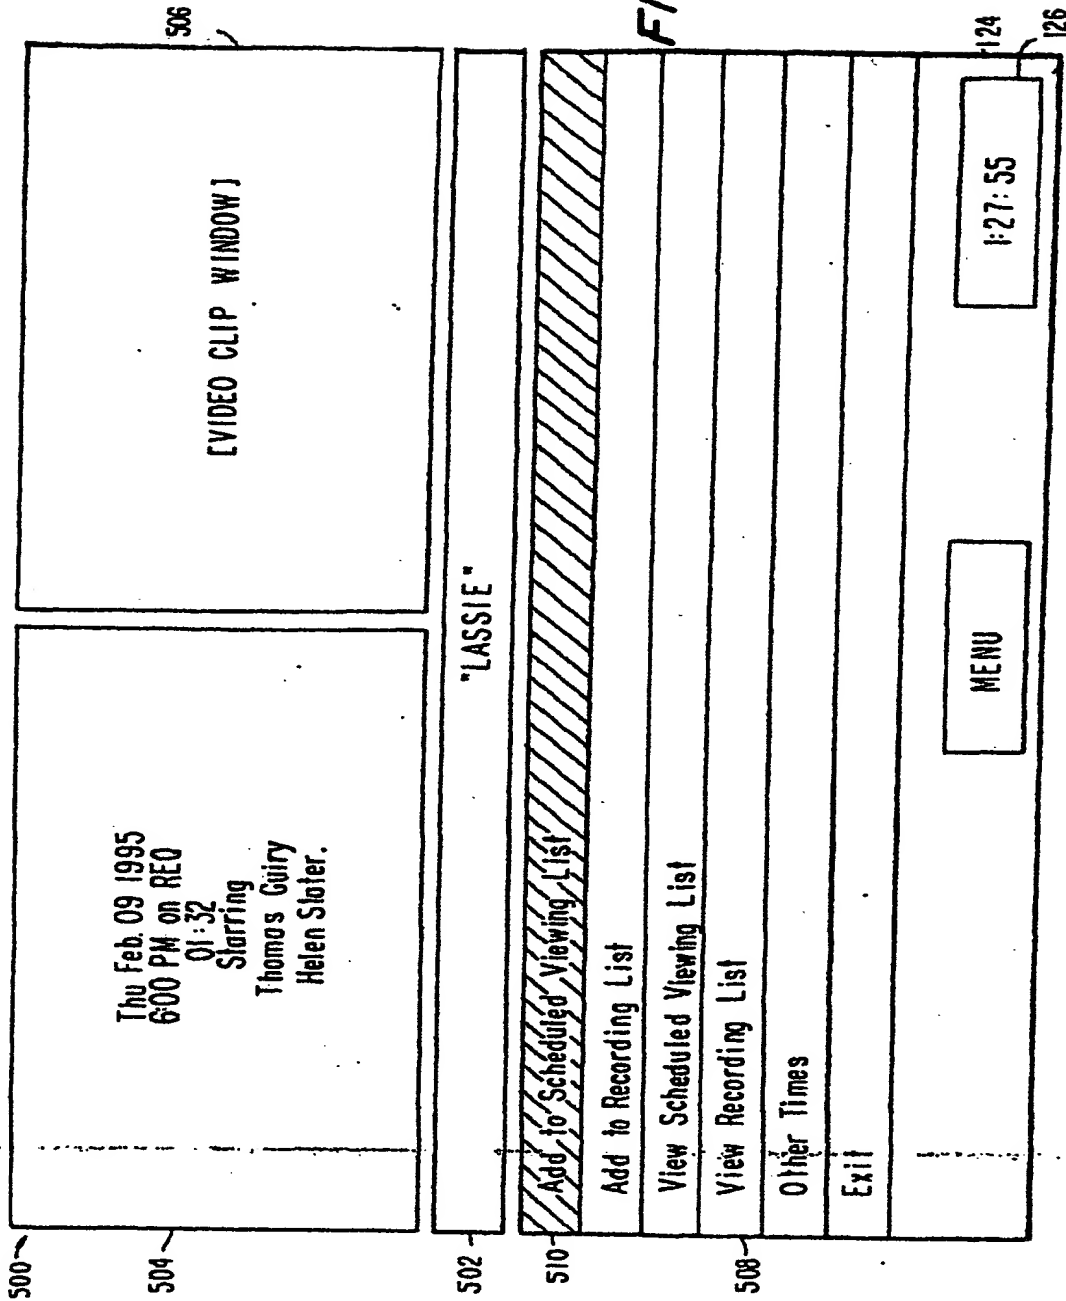 500
504
506
Thu Feb. 09 1995
6:00 PM on REQ
01:32
Starring
Thomas Guiry
Helen Slater.
[VIDEO CLIP WINDOW]
502
"LASSIE"
510
Add to Scheduled Viewing List
Add to Recording List
View Scheduled Viewing List
508
View Recording List
Other Times
Exit
MENU
1:27:55
124
126